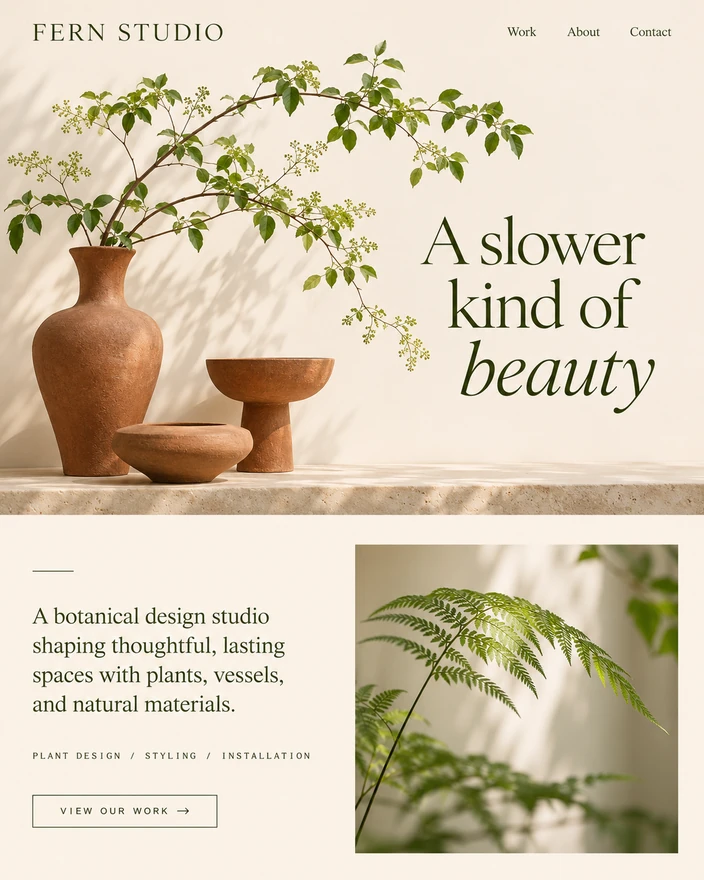 FERN STUDIO
Work About Contact
A slower
kind of
beauty
A botanical design studio
shaping thoughtful, lasting
spaces with plants, vessels,
and natural materials.
PLANT DESIGN / STYLING / INSTALLATION
VIEW OUR WORK →